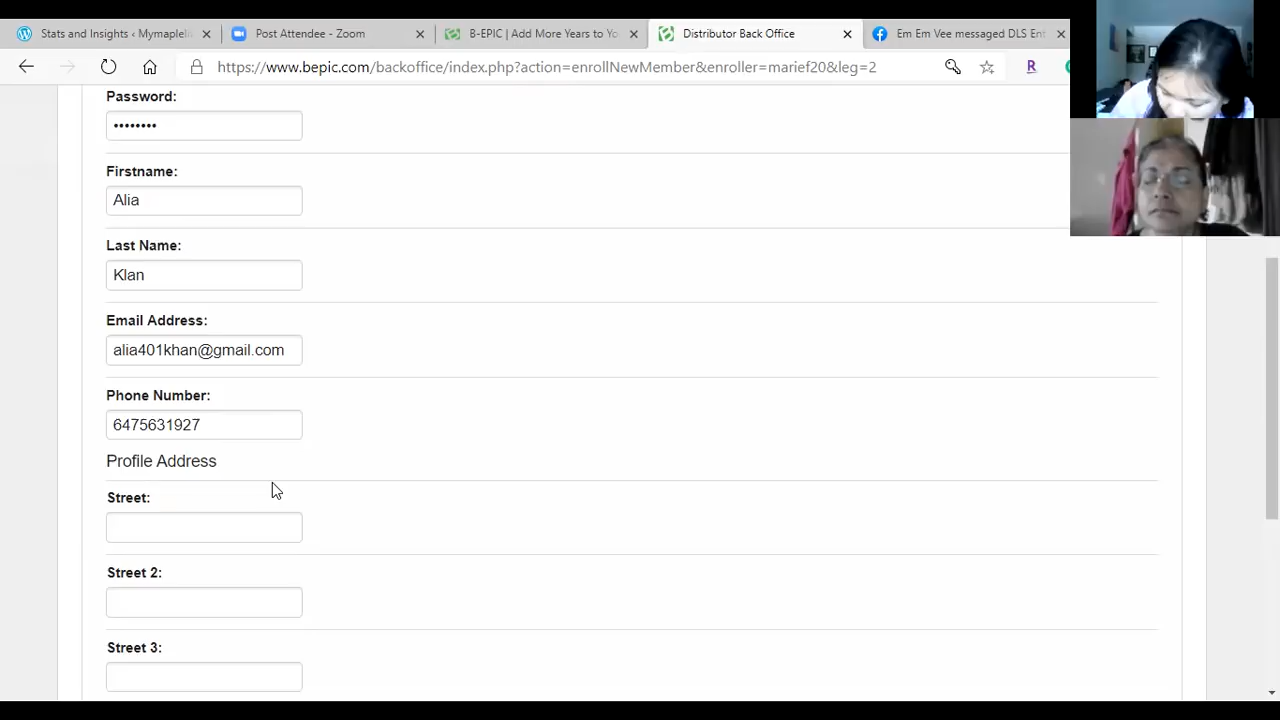 Stats and Insights ‹ Mymapleli
Post Attendee - Zoom
B-EPIC | Add More Years to Yo
Distributor Back Office
Em Em Vee messaged DLS Ent
https://www.bepic.com/backoffice/index.php?action=enrollNewMember&enroller=marief20&leg=2
R
Password:
••••••••
Firstname:
Alia
Last Name:
Klan
Email Address:
alia401khan@gmail.com
Phone Number:
6475631927
Profile Address
Street:
Street 2:
Street 3: